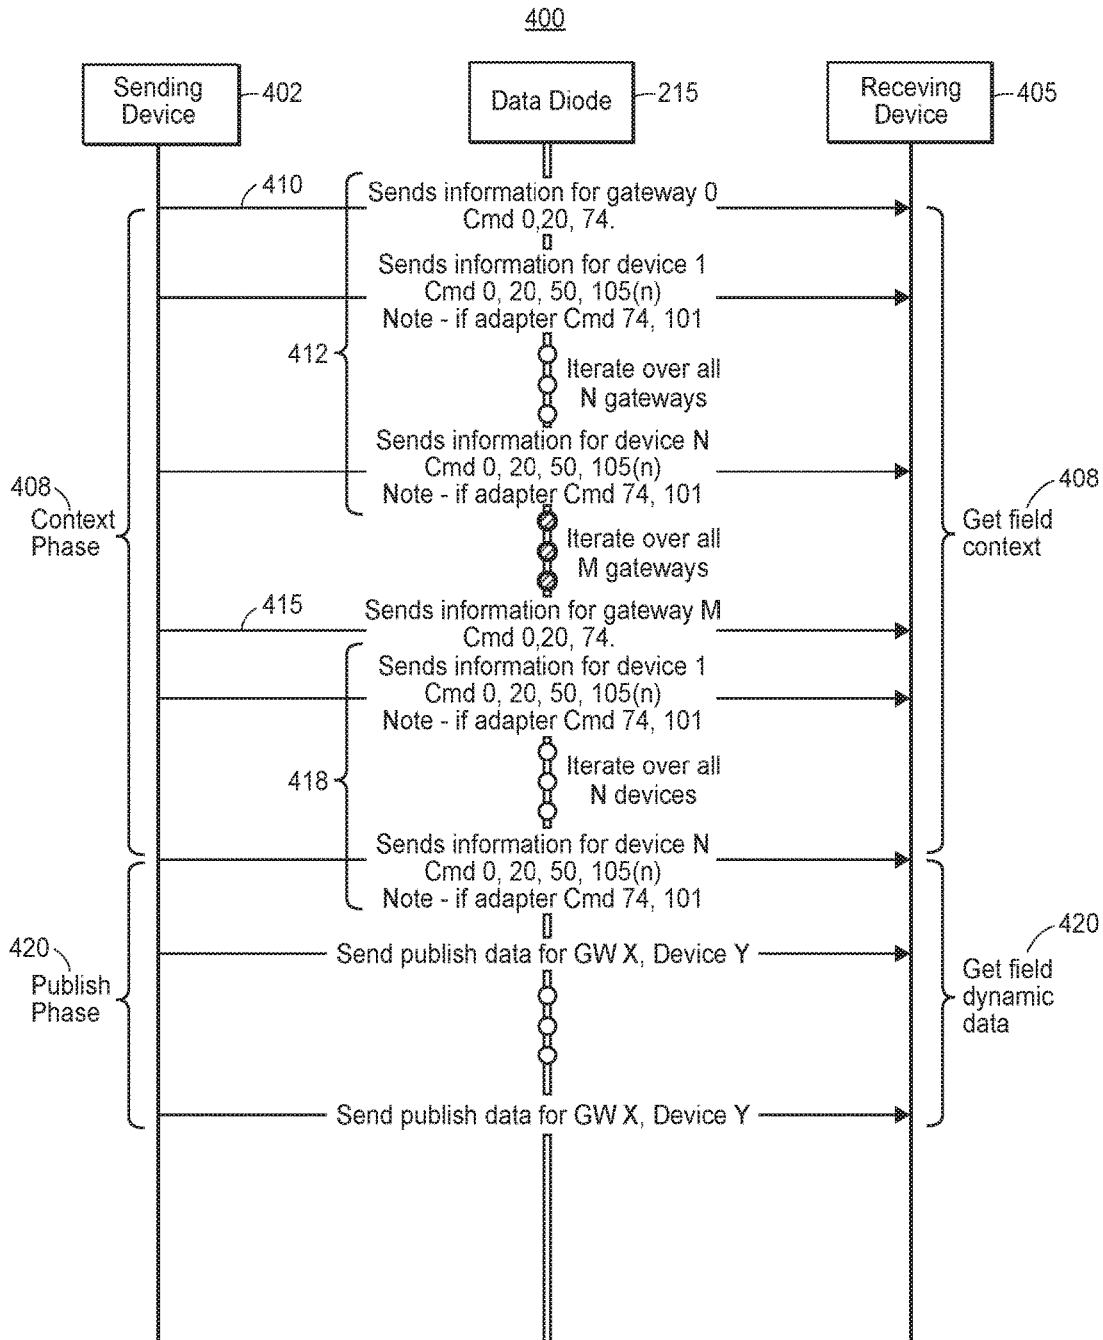 400
Sending
Device
402
Data Diode
215
Receving
Device
405
410
Sends information for gateway 0
Cmd 0,20, 74.
Sends information for device 1
Cmd 0, 20, 50, 105(n)
Note - if adapter Cmd 74, 101
412
Iterate over all
N gateways
Sends information for device N
Cmd 0, 20, 50, 105(n)
Note - if adapter Cmd 74, 101
408
Context
Phase
408
Get field
context
Iterate over all
M gateways
415
Sends information for gateway M
Cmd 0,20, 74.
Sends information for device 1
Cmd 0, 20, 50, 105(n)
Note - if adapter Cmd 74, 101
418
Iterate over all
N devices
Sends information for device N
Cmd 0, 20, 50, 105(n)
Note - if adapter Cmd 74, 101
420
Publish
Phase
Send publish data for GW X, Device Y
420
Get field
dynamic
data
Send publish data for GW X, Device Y